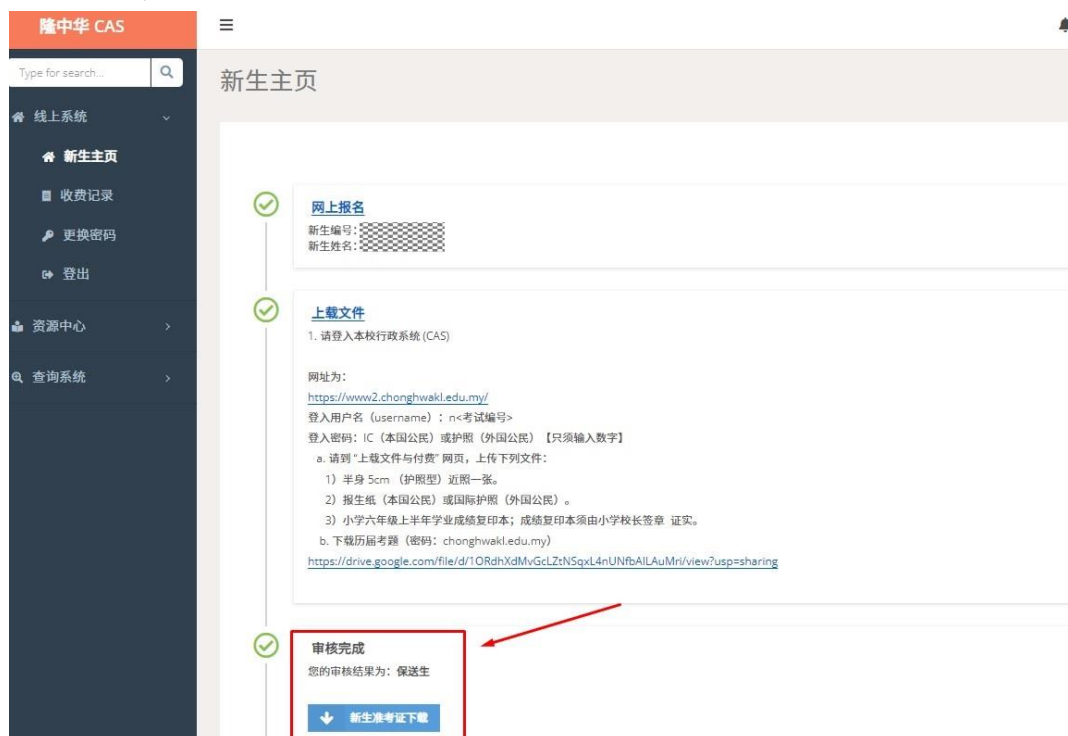 隆中华 CAS
Type for search...
新生主页
线上系统
新生主页
收费记录
更换密码
登出
资源中心
查询系统
网上报名
新生编号：
新生姓名：
上载文件
1. 请登入本校行政系统 (CAS)
网址为：
https://www2.chonghwakl.edu.my/
登入用户名（username）：n<考试编号>
登入密码：IC（本国公民）或护照（外国公民）【只须输入数字】
a. 请到 “上载文件与付费” 网页，上传下列文件：
1）半身 5cm （护照型）近照一张。
2）报生纸（本国公民）或国际护照（外国公民）。
3）小学六年级上半年学业成绩复印本；成绩复印本须由小学校长签章 证实。
b. 下载历届考题（密码：chonghwakl.edu.my）
https://drive.google.com/file/d/1ORdhXdMvGcLZtNSqxL4nUNfbAlLAuMri/view?usp=sharing
审核完成
您的审核结果为：保送生
新生准考证下载